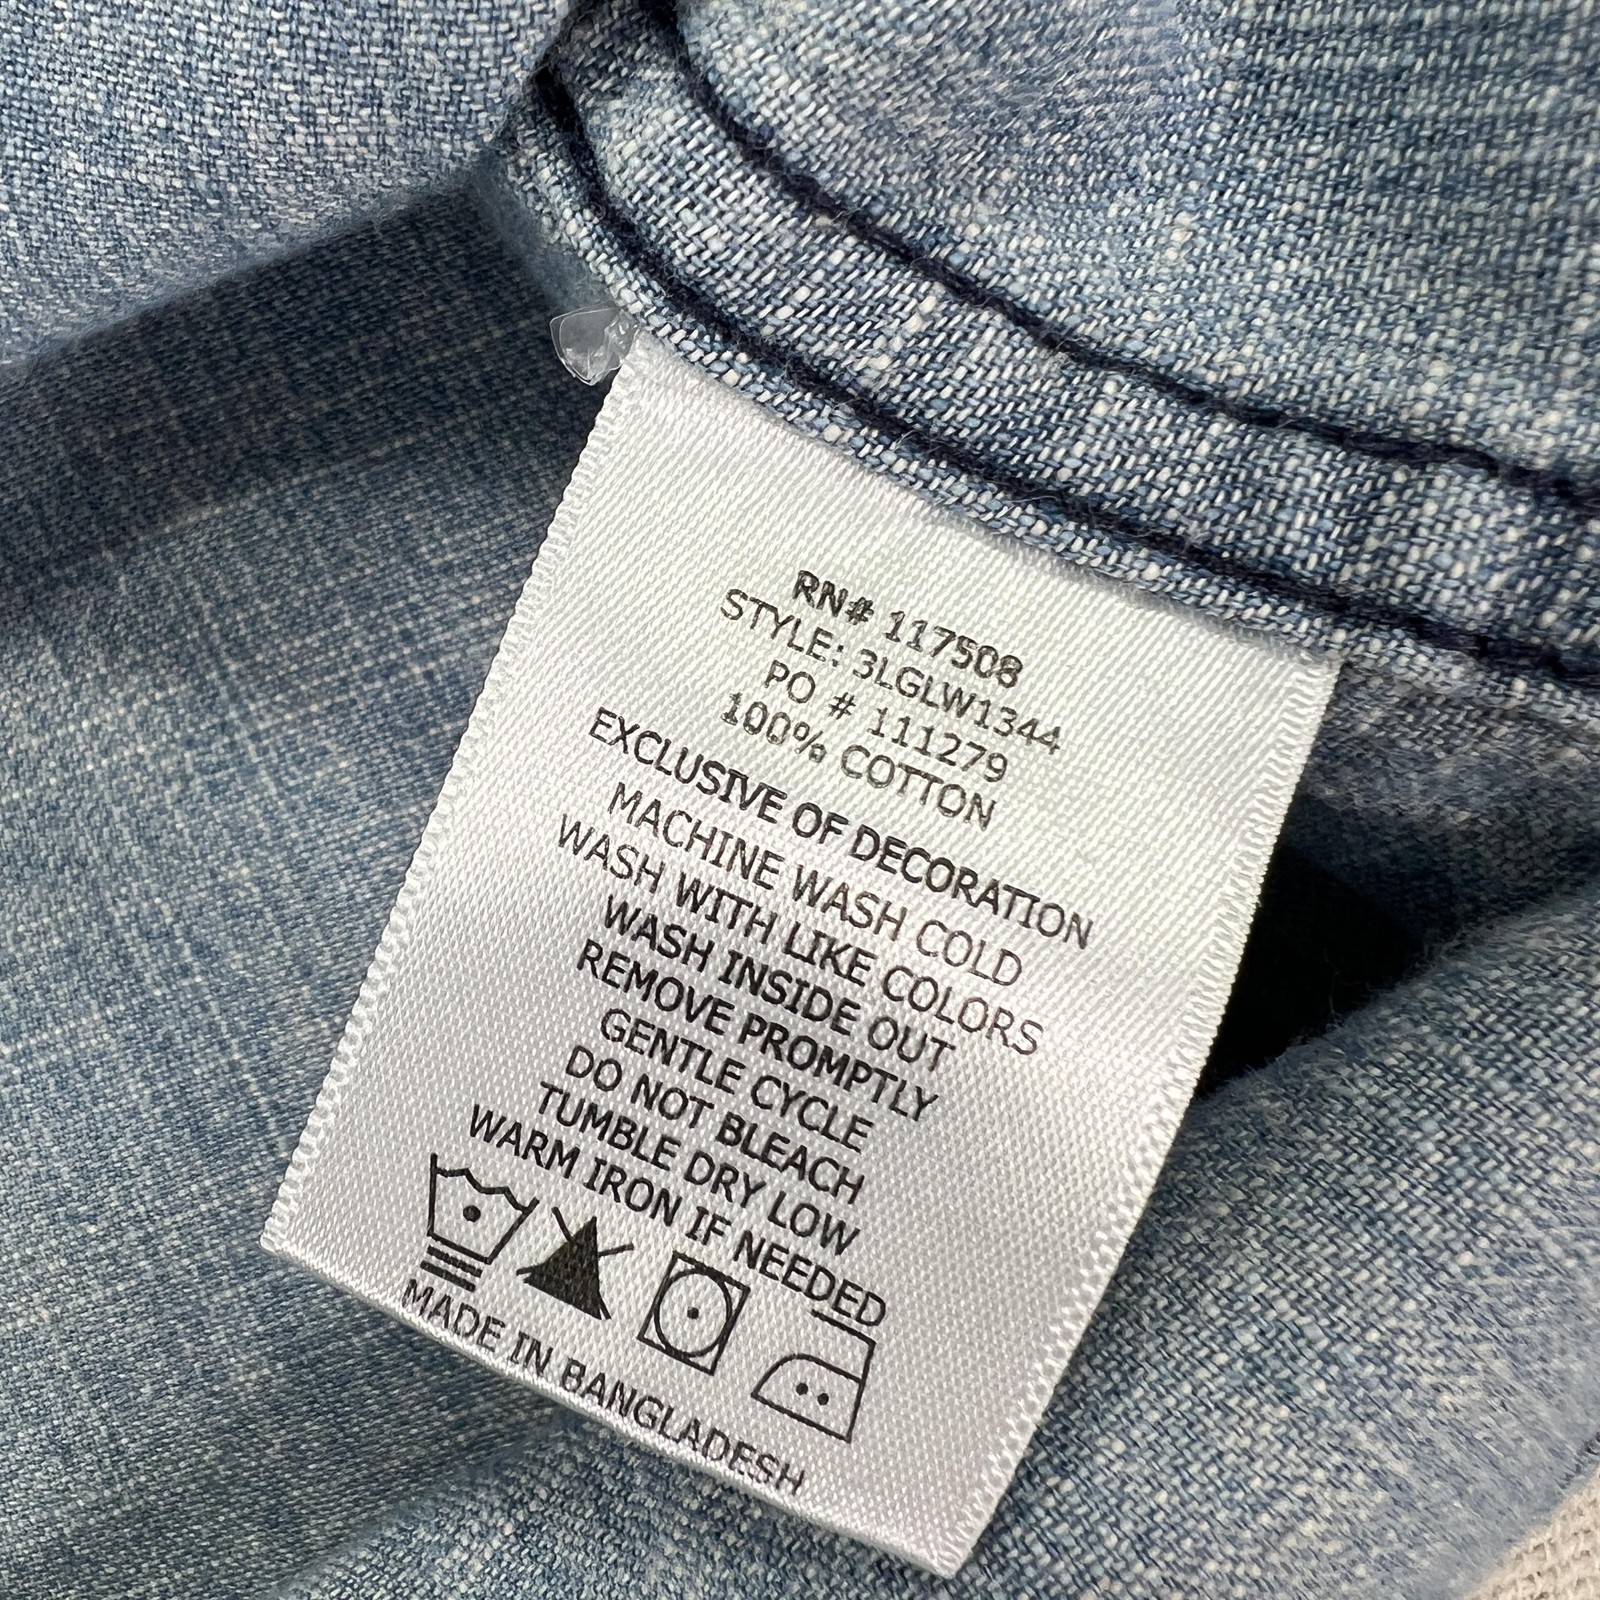 RN# 117508
STYLE: 3LGLW1344
PO # 111279
100% COTTON
EXCLUSIVE OF DECORATION
MACHINE WASH COLD
WASH WITH LIKE COLORS
WASH INSIDE OUT
REMOVE PROMPTLY
GENTLE CYCLE
DO NOT BLEACH
TUMBLE DRY LOW
WARM IRON IF NEEDED
MADE IN BANGLADESH